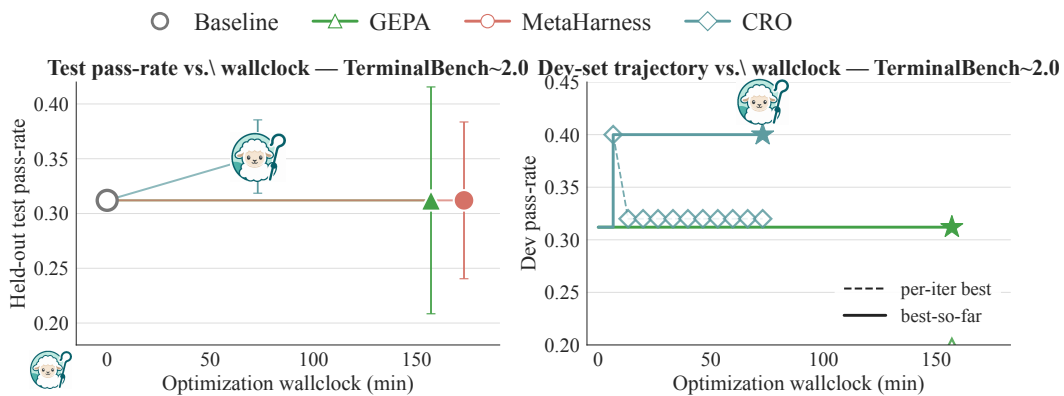 Baseline GEPA MetaHarness CRO
Test pass-rate vs.\ wallclock — TerminalBench~2.0
Dev-set trajectory vs.\ wallclock — TerminalBench~2.0
Held-out test pass-rate
0.40
0.35
0.30
0.25
0.20
0 50 100 150
Optimization wallclock (min)
Dev pass-rate
0.45
0.40
0.35
0.30
0.25
0.20
per-iter best
best-so-far
0 50 100 150
Optimization wallclock (min)